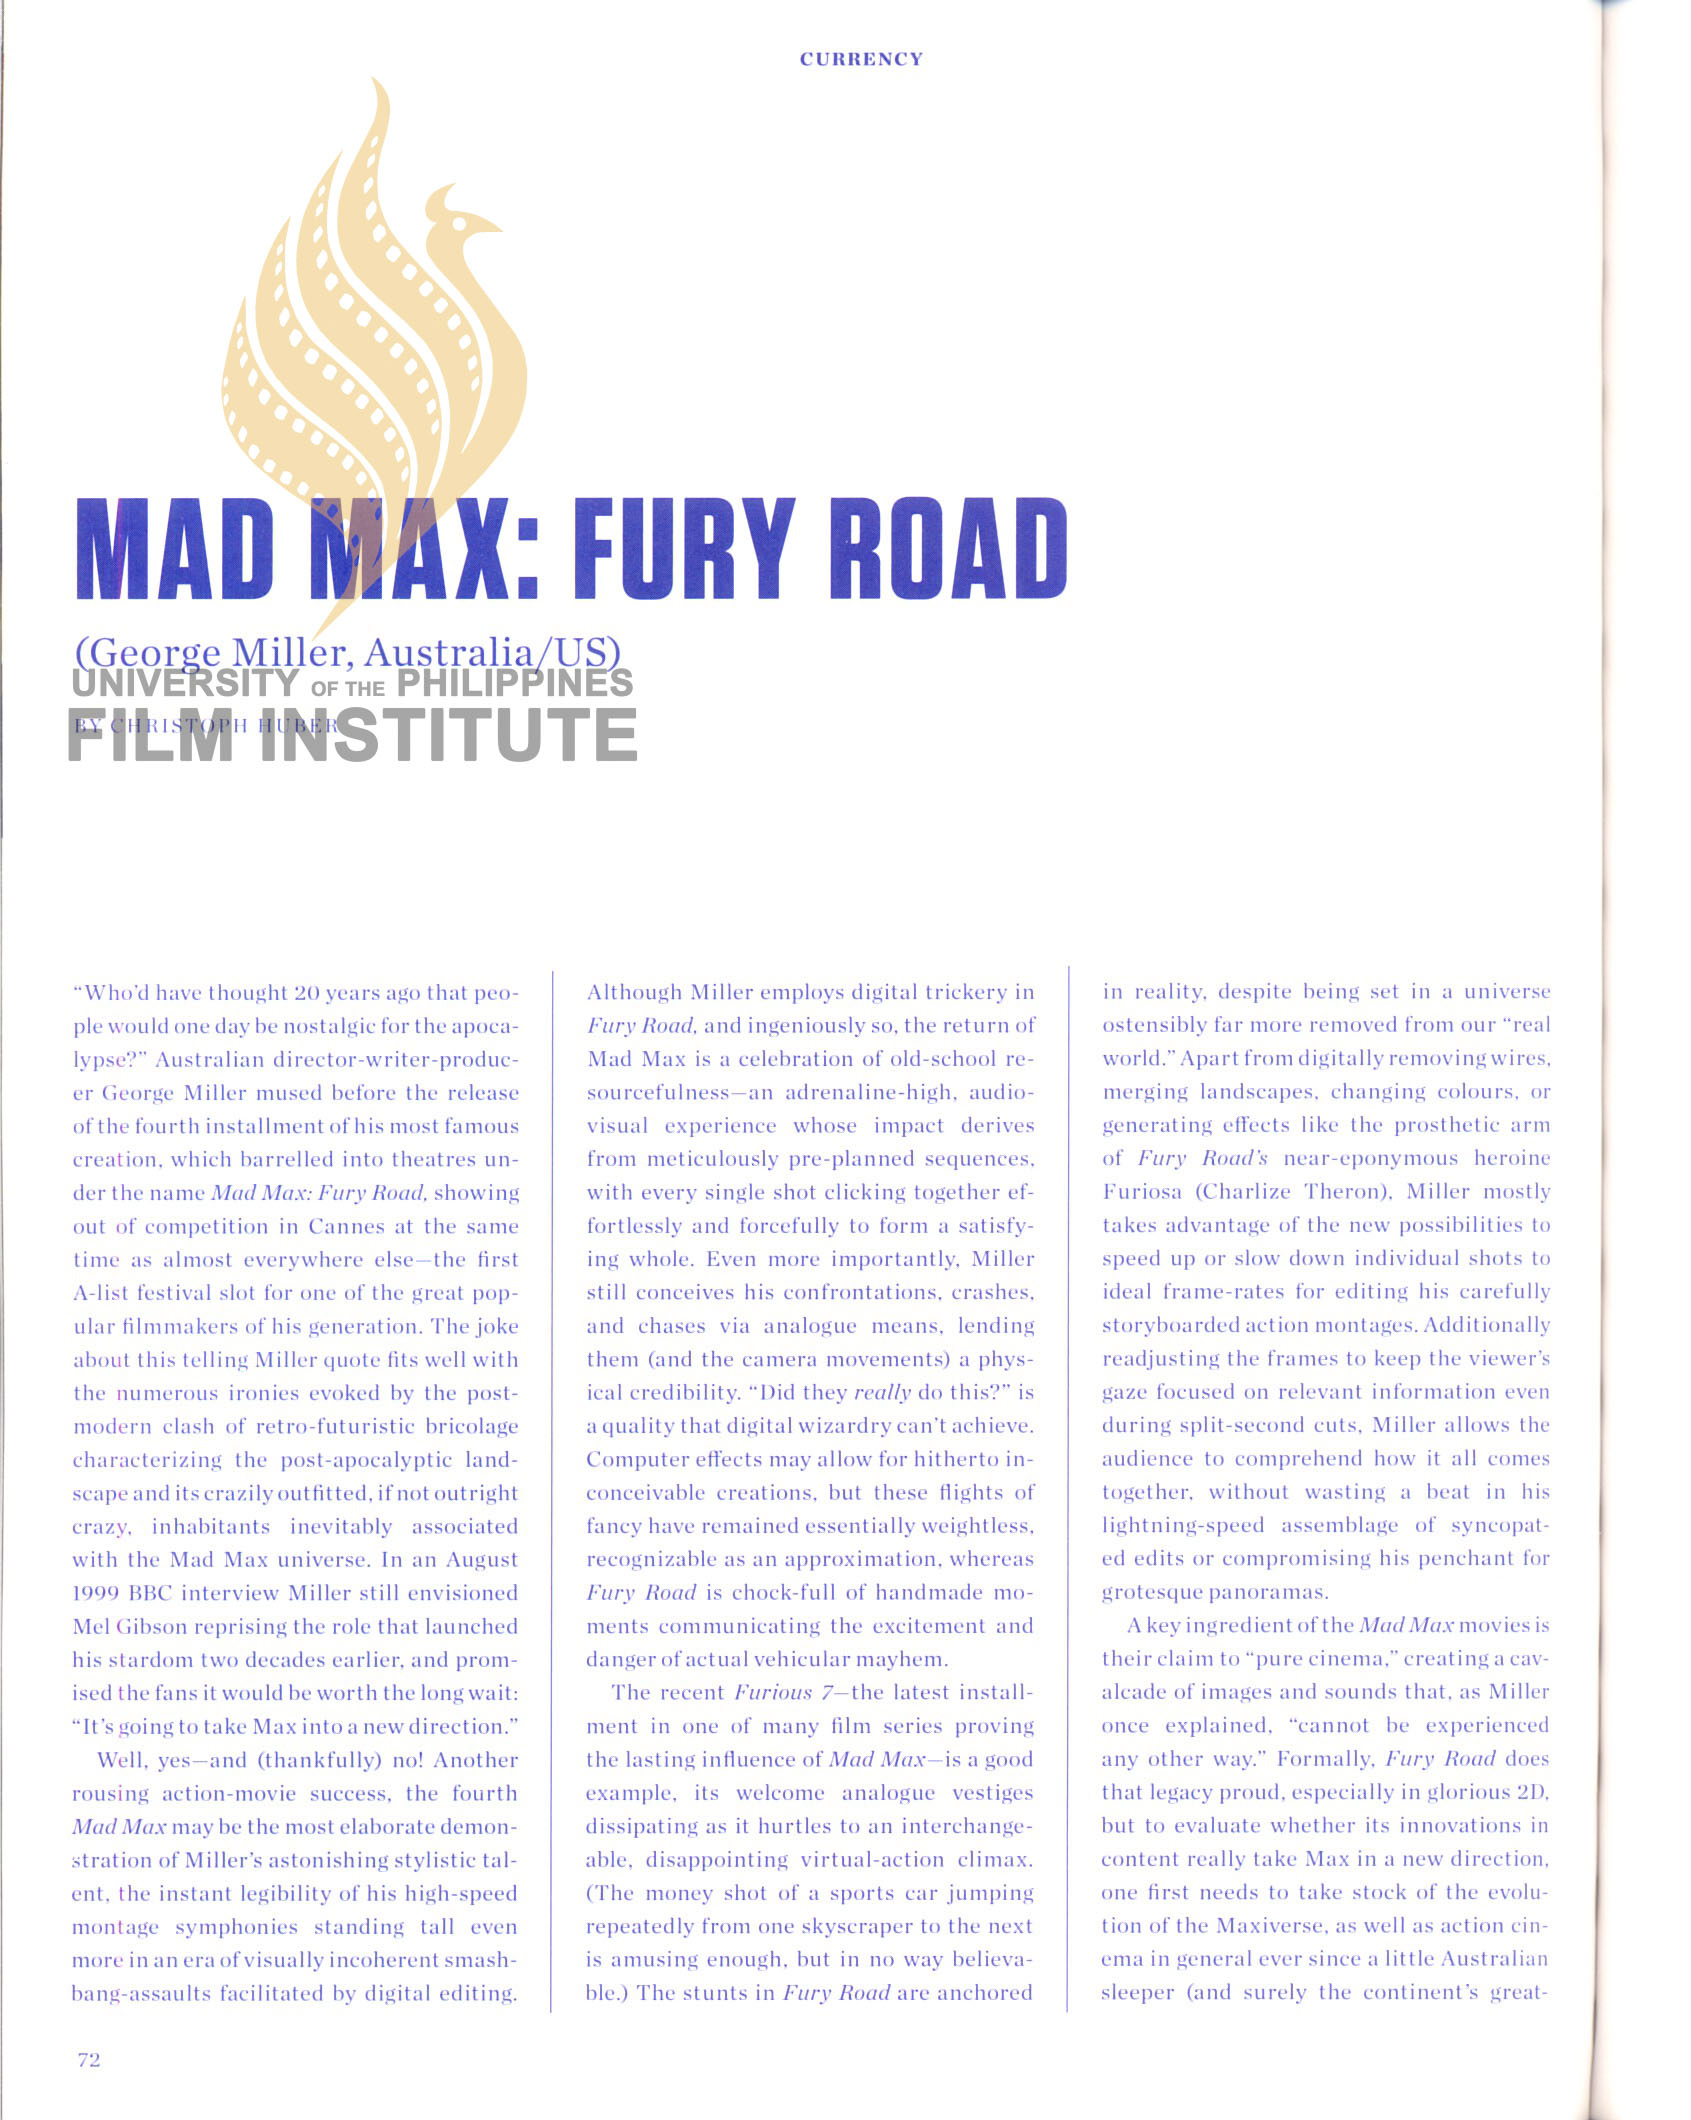 CURRENCY
MAD MAX: FURY ROAD
(George Miller, Australia/US)
UNIVERSITY OF THE PHILIPPINES
BY CHRISTOPH HUBER
FILM INSTITUTE
“Who’d have thought 20 years ago that peo-
ple would one day be nostalgic for the apoca-
lypse?” Australian director-writer-produc-
er George Miller mused before the release
of the fourth installment of his most famous
creation, which barrelled into theatres un-
der the name Mad Max: Fury Road, showing
out of competition in Cannes at the same
time as almost everywhere else—the first
A-list festival slot for one of the great pop-
ular filmmakers of his generation. The joke
about this telling Miller quote fits well with
the numerous ironies evoked by the post-
modern clash of retro-futuristic bricolage
characterizing the post-apocalyptic land-
scape and its crazily outfitted, if not outright
crazy, inhabitants inevitably associated
with the Mad Max universe. In an August
1999 BBC interview Miller still envisioned
Mel Gibson reprising the role that launched
his stardom two decades earlier, and prom-
ised the fans it would be worth the long wait:
“It’s going to take Max into a new direction.”
Well, yes—and (thankfully) no! Another
rousing action-movie success, the fourth
Mad Max may be the most elaborate demon-
stration of Miller’s astonishing stylistic tal-
ent, the instant legibility of his high-speed
montage symphonies standing tall even
more in an era of visually incoherent smash-
bang-assaults facilitated by digital editing.
Although Miller employs digital trickery in
Fury Road, and ingeniously so, the return of
Mad Max is a celebration of old-school re-
sourcefulness—an adrenaline-high, audio-
visual experience whose impact derives
from meticulously pre-planned sequences,
with every single shot clicking together ef-
fortlessly and forcefully to form a satisfy-
ing whole. Even more importantly, Miller
still conceives his confrontations, crashes,
and chases via analogue means, lending
them (and the camera movements) a phys-
ical credibility. “Did they really do this?” is
a quality that digital wizardry can’t achieve.
Computer effects may allow for hitherto in-
conceivable creations, but these flights of
fancy have remained essentially weightless,
recognizable as an approximation, whereas
Fury Road is chock-full of handmade mo-
ments communicating the excitement and
danger of actual vehicular mayhem.
The recent Furious 7—the latest install-
ment in one of many film series proving
the lasting influence of Mad Max—is a good
example, its welcome analogue vestiges
dissipating as it hurtles to an interchange-
able, disappointing virtual-action climax.
(The money shot of a sports car jumping
repeatedly from one skyscraper to the next
is amusing enough, but in no way believa-
ble.) The stunts in Fury Road are anchored
in reality, despite being set in a universe
ostensibly far more removed from our “real
world.” Apart from digitally removing wires,
merging landscapes, changing colours, or
generating effects like the prosthetic arm
of Fury Road’s near-eponymous heroine
Furiosa (Charlize Theron), Miller mostly
takes advantage of the new possibilities to
speed up or slow down individual shots to
ideal frame-rates for editing his carefully
storyboarded action montages. Additionally
readjusting the frames to keep the viewer’s
gaze focused on relevant information even
during split-second cuts, Miller allows the
audience to comprehend how it all comes
together, without wasting a beat in his
lightning-speed assemblage of syncopat-
ed edits or compromising his penchant for
grotesque panoramas.
A key ingredient of the Mad Max movies is
their claim to “pure cinema,” creating a cav-
alcade of images and sounds that, as Miller
once explained, “cannot be experienced
any other way.” Formally, Fury Road does
that legacy proud, especially in glorious 2D,
but to evaluate whether its innovations in
content really take Max in a new direction,
one first needs to take stock of the evolu-
tion of the Maxiverse, as well as action cin-
ema in general ever since a little Australian
sleeper (and surely the continent’s great-
72